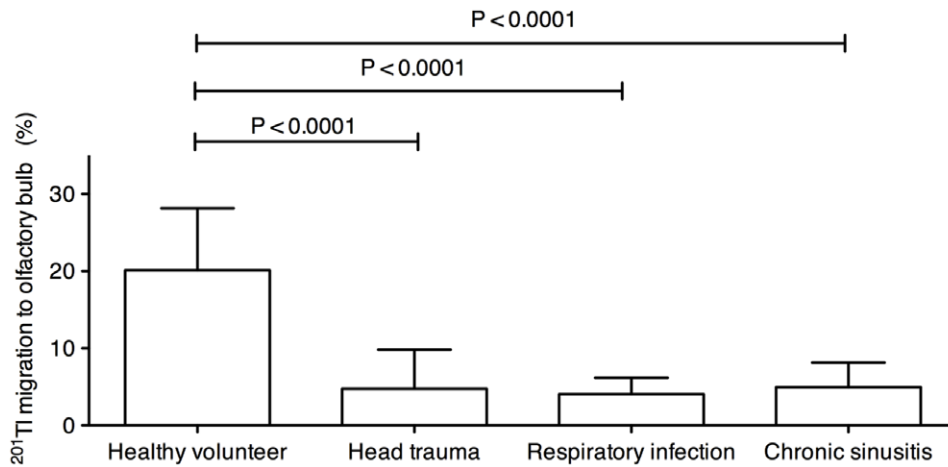 P < 0.0001
P < 0.0001
P < 0.0001
²⁰¹Tl migration to olfactory bulb (%)
30
20
10
0
Healthy volunteer
Head trauma
Respiratory infection
Chronic sinusitis